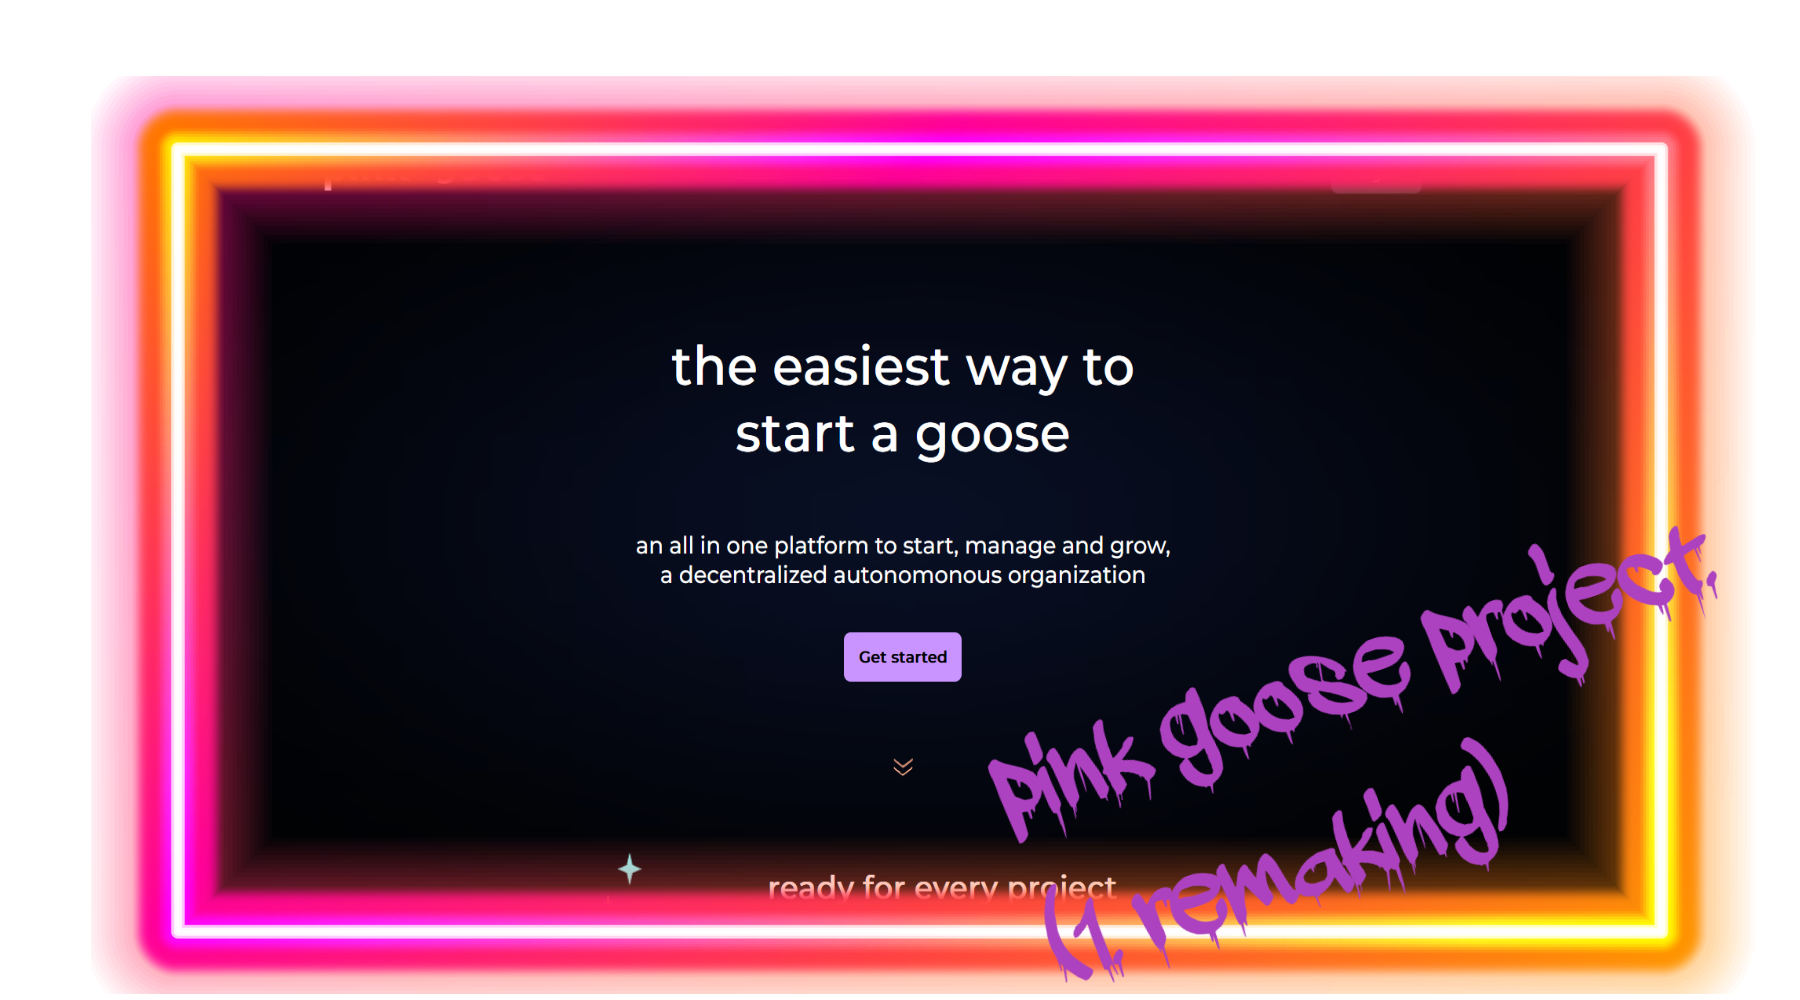 the easiest way to
start a goose
an all in one platform to start, manage and grow,
a decentralized autonomonous organization
Get started
ready for every project
pink goose project.
(1. remaking)